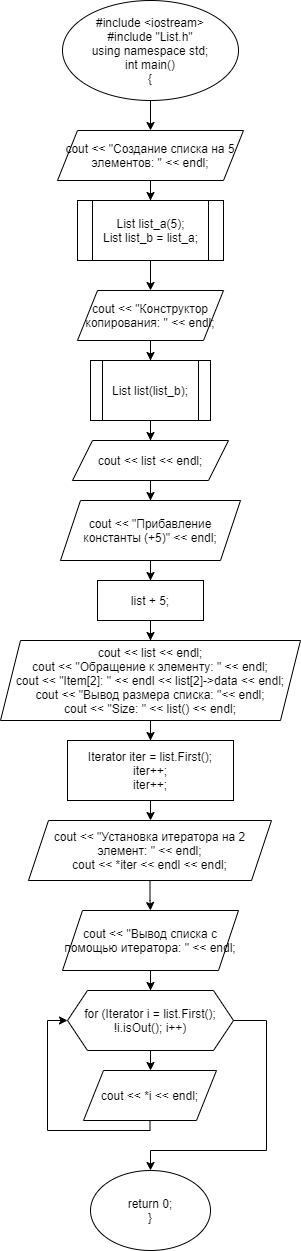 #include <iostream>
#include "List.h"
using namespace std;
int main()
{
cout << "Создание списка на 5
элементов: " << endl;
List list_a(5);
List list_b = list_a;
cout << "Конструктор
копирования: " << endl;
List list(list_b);
cout << list << endl;
cout << "Прибавление
константы (+5)" << endl;
list + 5;
cout << list << endl;
cout << "Обращение к элементу: " << endl;
cout << "Item[2]: " << endl << list[2]->data << endl;
cout << "Вывод размера списка: "<< endl;
cout << "Size: " << list() << endl;
Iterator iter = list.First();
iter++;
iter++;
cout << "Установка итератора на 2
элемент: " << endl;
cout << *iter << endl << endl;
cout << "Вывод списка с
помощью итератора: " << endl;
for (Iterator i = list.First();
!i.isOut(); i++)
cout << *i << endl;
return 0;
}